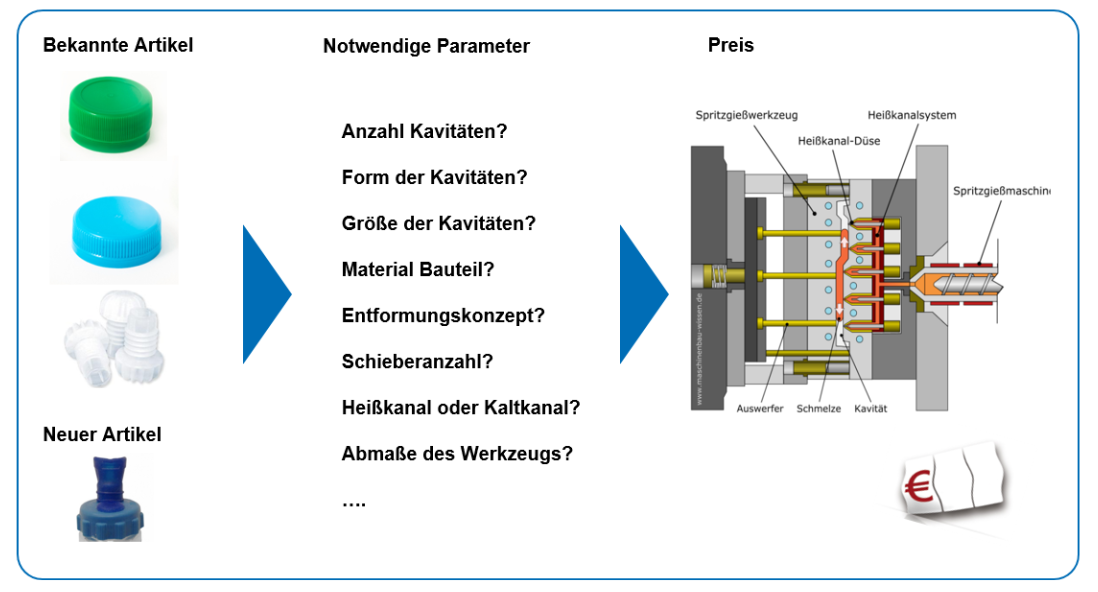 Bekannte Artikel
Notwendige Parameter
Preis
Anzahl Kavitäten?
Form der Kavitäten?
Größe der Kavitäten?
Material Bauteil?
Entformungskonzept?
Schieberanzahl?
Heißkanal oder Kaltkanal?
Abmaße des Werkzeugs?
....
Neuer Artikel
Spritzgießwerkzeug
Heißkanalsystem
Heißkanal-Düse
Spritzgießmaschine
www.maschinenbau-wissen.de
Auswerfer
Schmelze
Kavität
€